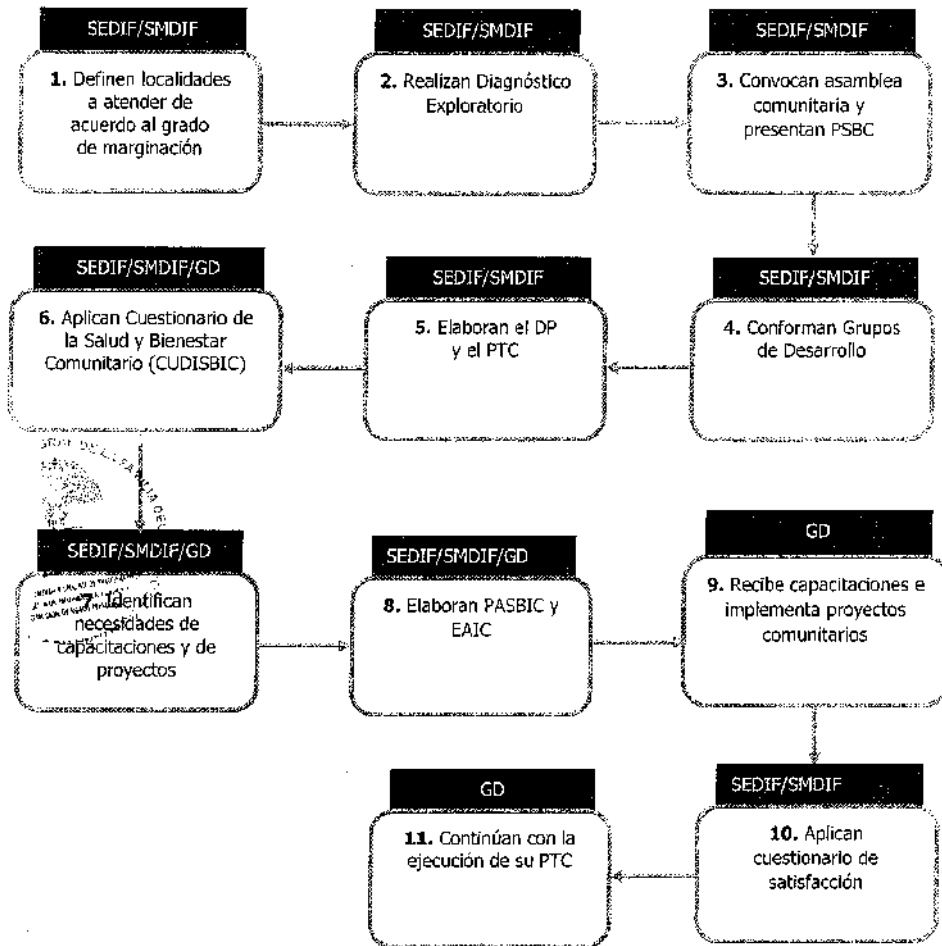 SEDIF/SMDIF
1. Definen localidades
a atender de
acuerdo al grado
de marginación
SEDIF/SMDIF
2. Realizan Diagnóstico
Exploratorio
SEDIF/SMDIF
3. Convocan asamblea
comunitaria y
presentan PSBC
SEDIF/SMDIF
4. Conforman Grupos
de Desarrollo
SEDIF/SMDIF
5. Elaboran el DP
y el PTC
SEDIF/SMDIF/GD
6. Aplican Cuestionario de
la Salud y Bienestar
Comunitario (CUDISBIC)
SEDIF/SMDIF/GD
7. Identifican
necesidades de
capacitaciones y de
proyectos
SEDIF/SMDIF/GD
8. Elaboran PASBIC y
EAIC
GD
9. Recibe capacitaciones e
implementa proyectos
comunitarios
SEDIF/SMDIF
10. Aplican
cuestionario de
satisfacción
GD
11. Continúan con la
ejecución de su PTC